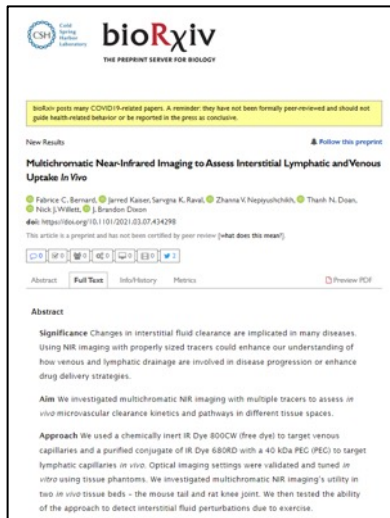 CSH
Cold
Spring
Harbor
Laboratory
bioRχiv
THE PREPRINT SERVER FOR BIOLOGY
bioRxiv posts many COVID19-related papers. A reminder: they have not been formally peer-reviewed and should not
guide health-related behavior or be reported in the press as conclusive.
New Results
Follow this preprint
Multichromatic Near-Infrared Imaging to Assess Interstitial Lymphatic and Venous
Uptake In Vivo
Fabrice C. Bernard, Jarred Kaiser, Sarvgna K. Raval, Zhanna V. Nepiyushchikh, Thanh N. Doan,
Nick J. Willett, J. Brandon Dixon
doi: https://doi.org/10.1101/2021.03.07.434298
This article is a preprint and has not been certified by peer review [what does this mean?].
0 0 0 0 0 0 2
Abstract Full Text Info/History Metrics Preview PDF
Abstract
Significance Changes in interstitial fluid clearance are implicated in many diseases.
Using NIR imaging with properly sized tracers could enhance our understanding of
how venous and lymphatic drainage are involved in disease progression or enhance
drug delivery strategies.
Aim We investigated multichromatic NIR imaging with multiple tracers to assess in
vivo microvascular clearance kinetics and pathways in different tissue spaces.
Approach We used a chemically inert IR Dye 800CW (free dye) to target venous
capillaries and a purified conjugate of IR Dye 680RD with a 40 kDa PEG (PEG) to target
lymphatic capillaries in vivo. Optical imaging settings were validated and tuned in
vitro using tissue phantoms. We investigated multichromatic NIR imaging's utility in
two in vivo tissue beds – the mouse tail and rat knee joint. We then tested the ability
of the approach to detect interstitial fluid perturbations due to exercise.